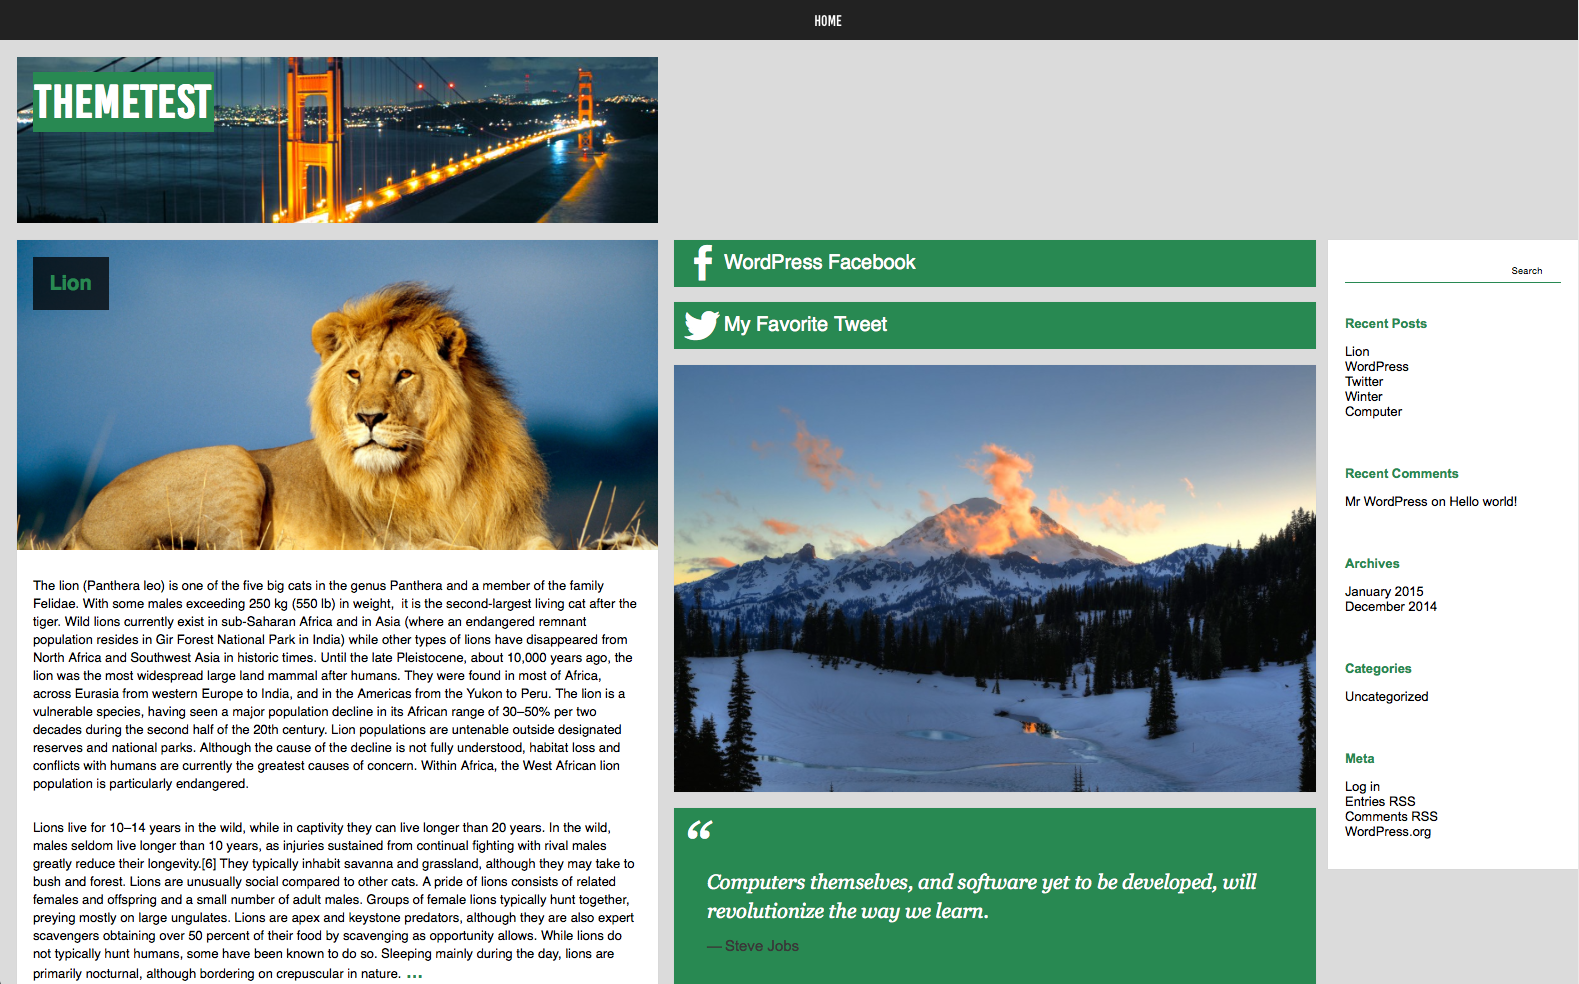 HOME
THEMETEST
Lion
The lion (Panthera leo) is one of the five big cats in the genus Panthera and a member of the family
Felidae. With some males exceeding 250 kg (550 lb) in weight,  it is the second-largest living cat after the
tiger. Wild lions currently exist in sub-Saharan Africa and in Asia (where an endangered remnant
population resides in Gir Forest National Park in India) while other types of lions have disappeared from
North Africa and Southwest Asia in historic times. Until the late Pleistocene, about 10,000 years ago, the
lion was the most widespread large land mammal after humans. They were found in most of Africa,
across Eurasia from western Europe to India, and in the Americas from the Yukon to Peru. The lion is a
vulnerable species, having seen a major population decline in its African range of 30–50% per two
decades during the second half of the 20th century. Lion populations are untenable outside designated
reserves and national parks. Although the cause of the decline is not fully understood, habitat loss and
conflicts with humans are currently the greatest causes of concern. Within Africa, the West African lion
population is particularly endangered.
Lions live for 10–14 years in the wild, while in captivity they can live longer than 20 years. In the wild,
males seldom live longer than 10 years, as injuries sustained from continual fighting with rival males
greatly reduce their longevity.[6] They typically inhabit savanna and grassland, although they may take to
bush and forest. Lions are unusually social compared to other cats. A pride of lions consists of related
females and offspring and a small number of adult males. Groups of female lions typically hunt together,
preying mostly on large ungulates. Lions are apex and keystone predators, although they are also expert
scavengers obtaining over 50 percent of their food by scavenging as opportunity allows. While lions do
not typically hunt humans, some have been known to do so. Sleeping mainly during the day, lions are
primarily nocturnal, although bordering on crepuscular in nature. ...
WordPress Facebook
My Favorite Tweet
“
Computers themselves, and software yet to be developed, will
revolutionize the way we learn.
— Steve Jobs
Search
Recent Posts
Lion
WordPress
Twitter
Winter
Computer
Recent Comments
Mr WordPress on Hello world!
Archives
January 2015
December 2014
Categories
Uncategorized
Meta
Log in
Entries RSS
Comments RSS
WordPress.org